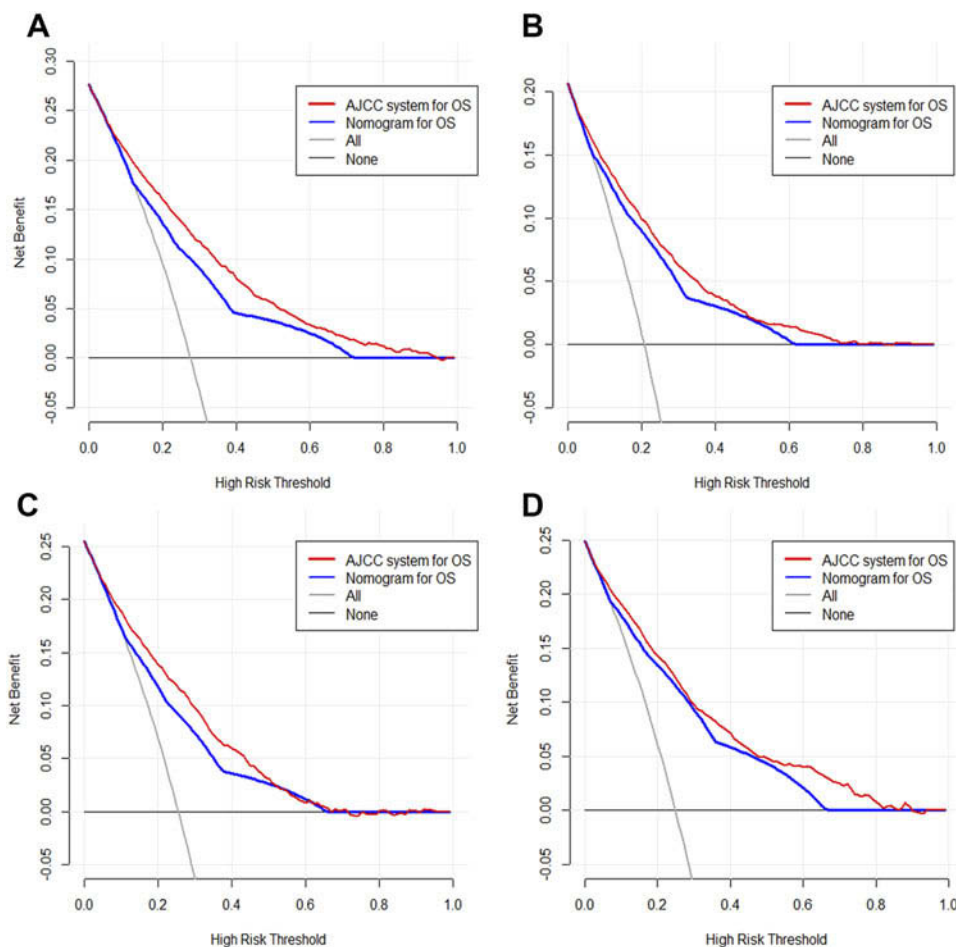 A
Net Benefit
0.30
0.25
0.20
0.15
0.10
0.05
0.00
-0.05
AJCC system for OS
Nomogram for OS
All
None
0.0 0.2 0.4 0.6 0.8 1.0
High Risk Threshold
B
Net Benefit
0.20
0.15
0.10
0.05
0.00
-0.05
AJCC system for OS
Nomogram for OS
All
None
0.0 0.2 0.4 0.6 0.8 1.0
High Risk Threshold
C
Net Benefit
0.25
0.20
0.15
0.10
0.05
0.00
-0.05
AJCC system for OS
Nomogram for OS
All
None
0.0 0.2 0.4 0.6 0.8 1.0
High Risk Threshold
D
Net Benefit
0.25
0.20
0.15
0.10
0.05
0.00
-0.05
AJCC system for OS
Nomogram for OS
All
None
0.0 0.2 0.4 0.6 0.8 1.0
High Risk Threshold